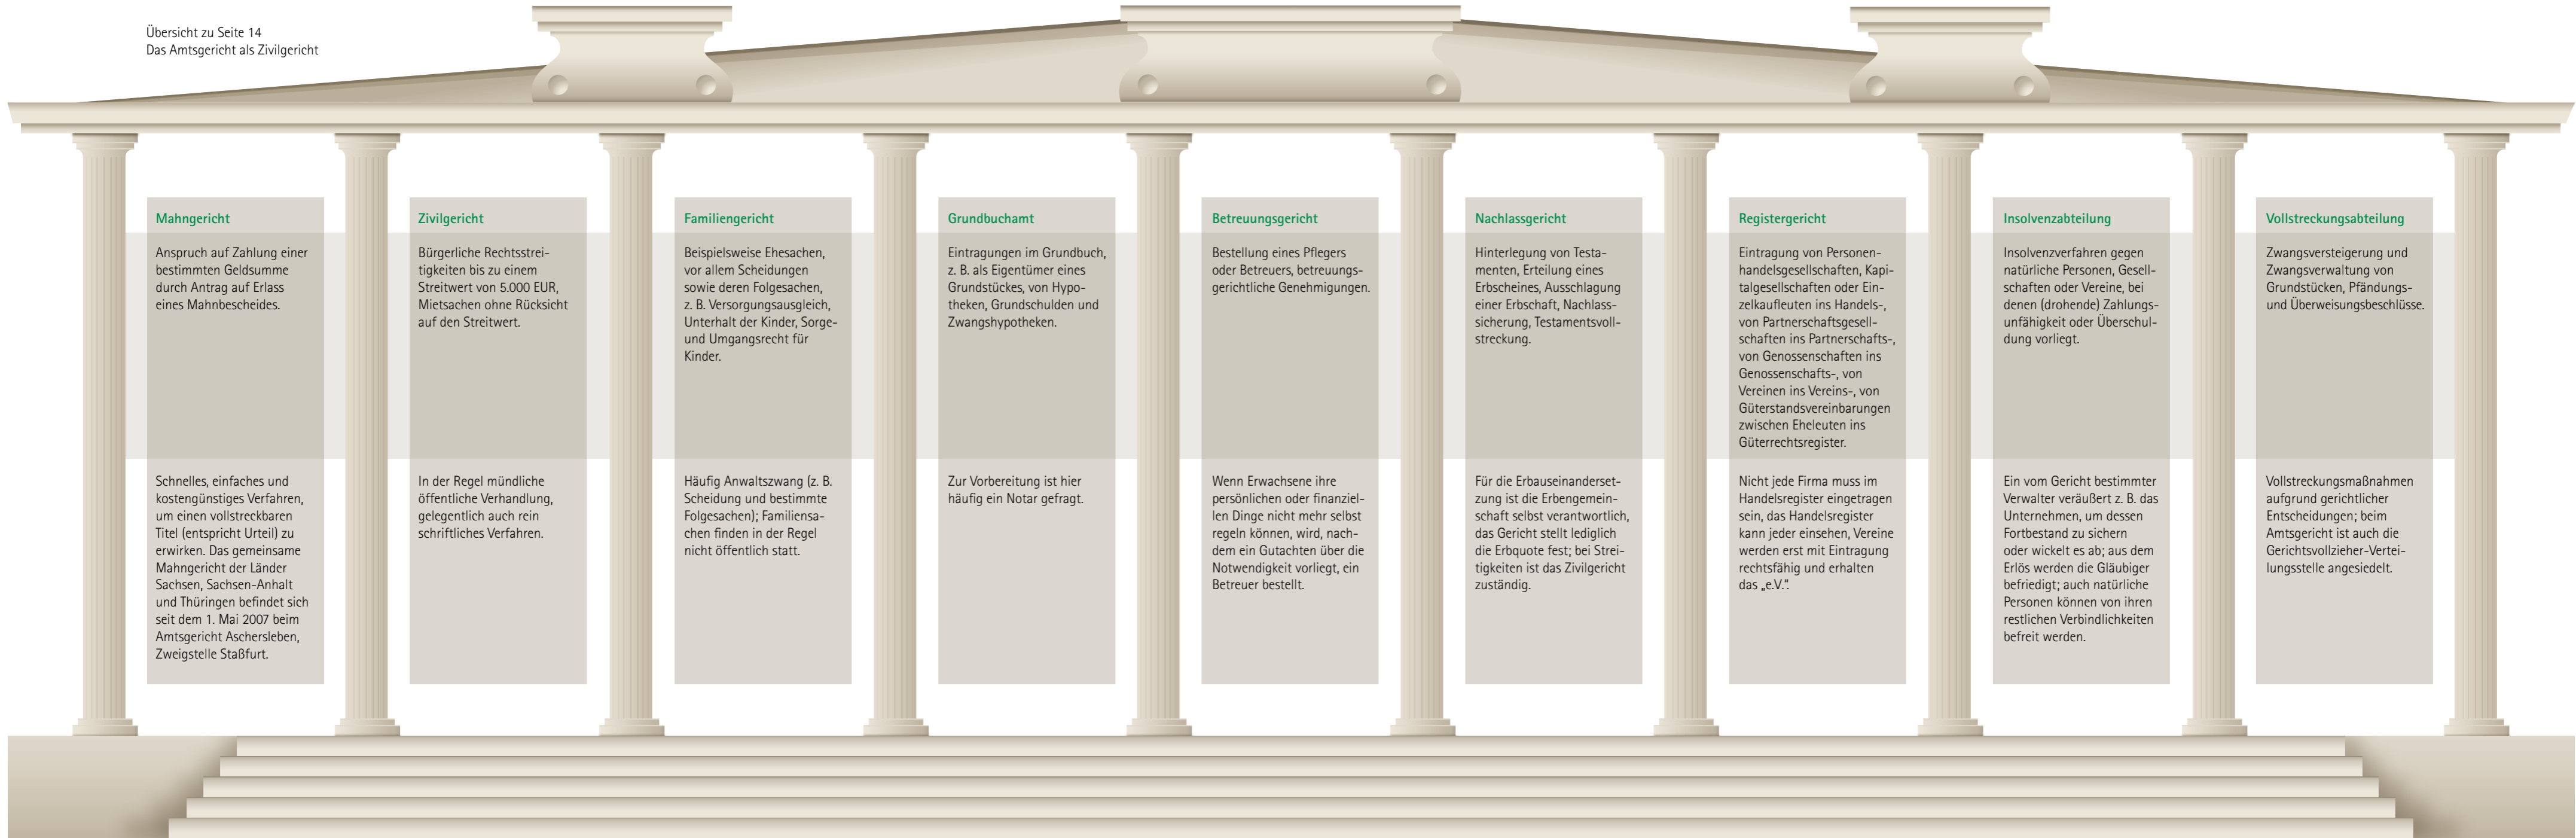 Übersicht zu Seite 14
Das Amtsgericht als Zivilgericht
Mahngericht
Anspruch auf Zahlung einer
bestimmten Geldsumme
durch Antrag auf Erlass
eines Mahnbescheides.
Schnelles, einfaches und
kostengünstiges Verfahren,
um einen vollstreckbaren
Titel (entspricht Urteil) zu
erwirken. Das gemeinsame
Mahngericht der Länder
Sachsen, Sachsen-Anhalt
und Thüringen befindet sich
seit dem 1. Mai 2007 beim
Amtsgericht Aschersleben,
Zweigstelle Staßfurt.
Zivilgericht
Bürgerliche Rechtsstrei-
tigkeiten bis zu einem
Streitwert von 5.000 EUR,
Mietsachen ohne Rücksicht
auf den Streitwert.
In der Regel mündliche
öffentliche Verhandlung,
gelegentlich auch rein
schriftliches Verfahren.
Familiengericht
Beispielsweise Ehesachen,
vor allem Scheidungen
sowie deren Folgesachen,
z. B. Versorgungsausgleich,
Unterhalt der Kinder, Sorge-
und Umgangsrecht für
Kinder.
Häufig Anwaltszwang (z. B.
Scheidung und bestimmte
Folgesachen); Familiensa-
chen finden in der Regel
nicht öffentlich statt.
Grundbuchamt
Eintragungen im Grundbuch,
z. B. als Eigentümer eines
Grundstückes, von Hypo-
theken, Grundschulden und
Zwangshypotheken.
Zur Vorbereitung ist hier
häufig ein Notar gefragt.
Betreuungsgericht
Bestellung eines Pflegers
oder Betreuers, betreuungs-
gerichtliche Genehmigungen.
Wenn Erwachsene ihre
persönlichen oder finanziel-
len Dinge nicht mehr selbst
regeln können, wird, nach-
dem ein Gutachten über die
Notwendigkeit vorliegt, ein
Betreuer bestellt.
Nachlassgericht
Hinterlegung von Testa-
menten, Erteilung eines
Erbscheines, Ausschlagung
einer Erbschaft, Nachlass-
sicherung, Testamentsvoll-
streckung.
Für die Erbauseinanderset-
zung ist die Erbengemein-
schaft selbst verantwortlich,
das Gericht stellt lediglich
die Erbquote fest; bei Strei-
tigkeiten ist das Zivilgericht
zuständig.
Registergericht
Eintragung von Personen-
handelsgesellschaften, Kapi-
talgesellschaften oder Ein-
zelkaufleuten ins Handels-,
von Partnerschaftsgesell-
schaften ins Partnerschafts-,
von Genossenschaften ins
Genossenschafts-, von
Vereinen ins Vereins-, von
Güterstandsvereinbarungen
zwischen Eheleuten ins
Güterrechtsregister.
Nicht jede Firma muss im
Handelsregister eingetragen
sein, das Handelsregister
kann jeder einsehen, Vereine
werden erst mit Eintragung
rechtsfähig und erhalten
das „e.V.“.
Insolvenzabteilung
Insolvenzverfahren gegen
natürliche Personen, Gesell-
schaften oder Vereine, bei
denen (drohende) Zahlungs-
unfähigkeit oder Überschul-
dung vorliegt.
Ein vom Gericht bestimmter
Verwalter veräußert z. B. das
Unternehmen, um dessen
Fortbestand zu sichern
oder wickelt es ab; aus dem
Erlös werden die Gläubiger
befriedigt; auch natürliche
Personen können von ihren
restlichen Verbindlichkeiten
befreit werden.
Vollstreckungsabteilung
Zwangsversteigerung und
Zwangsverwaltung von
Grundstücken, Pfändungs-
und Überweisungsbeschlüsse.
Vollstreckungsmaßnahmen
aufgrund gerichtlicher
Entscheidungen; beim
Amtsgericht ist auch die
Gerichtsvollzieher-Vertei-
lungsstelle angesiedelt.